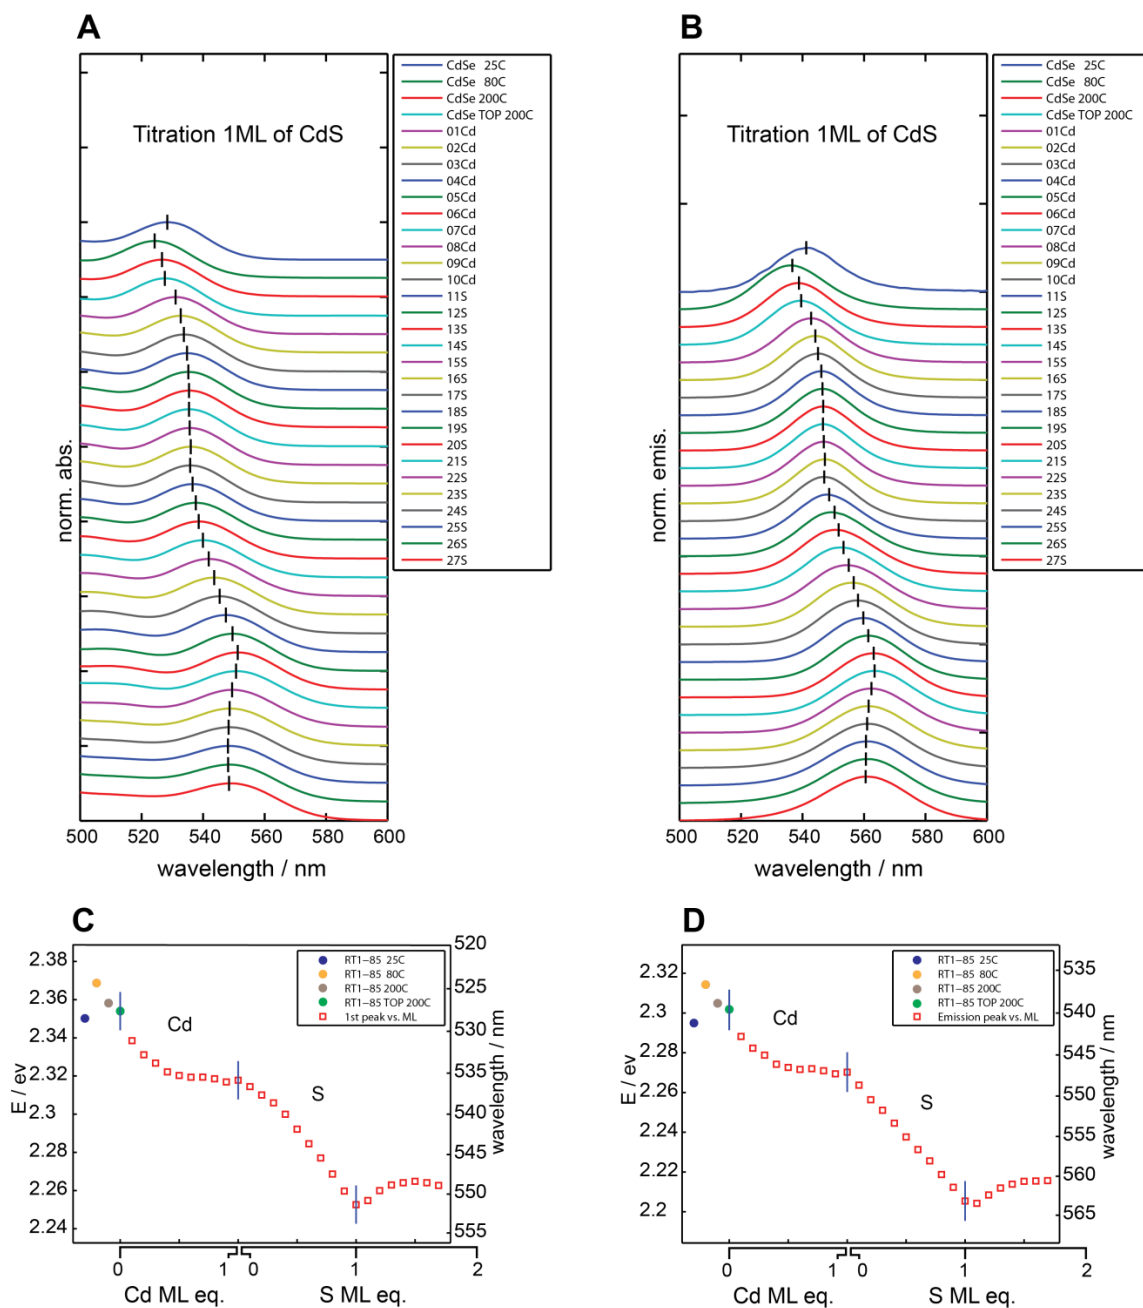 A
Titration 1ML of CdS
CdSe 25C
CdSe 80C
CdSe 200C
CdSe TOP 200C
01Cd
02Cd
03Cd
04Cd
05Cd
06Cd
07Cd
08Cd
09Cd
10Cd
11S
12S
13S
14S
15S
16S
17S
18S
19S
20S
21S
22S
23S
24S
25S
26S
27S
norm. abs.
500 520 540 560 580 600
wavelength / nm
B
Titration 1ML of CdS
CdSe 25C
CdSe 80C
CdSe 200C
CdSe TOP 200C
01Cd
02Cd
03Cd
04Cd
05Cd
06Cd
07Cd
08Cd
09Cd
10Cd
11S
12S
13S
14S
15S
16S
17S
18S
19S
20S
21S
22S
23S
24S
25S
26S
27S
norm. emis.
500 520 540 560 580 600
wavelength / nm
C
RT1−85 25C
RT1−85 80C
RT1−85 200C
RT1−85 TOP 200C
1st peak vs. ML
Cd
S
E / ev
2.38
2.36
2.34
2.32
2.3
2.28
2.26
2.24
520
525
530
535
540
545
550
555
wavelength / nm
0 1 0 1 2
Cd ML eq. S ML eq.
D
RT1−85 25C
RT1−85 80C
RT1−85 200C
RT1−85 TOP 200C
Emission peak vs. ML
Cd
S
E / ev
2.32
2.3
2.28
2.26
2.24
2.22
2.2
535
540
545
550
555
560
565
wavelength / nm
0 1 0 1 2
Cd ML eq. S ML eq.